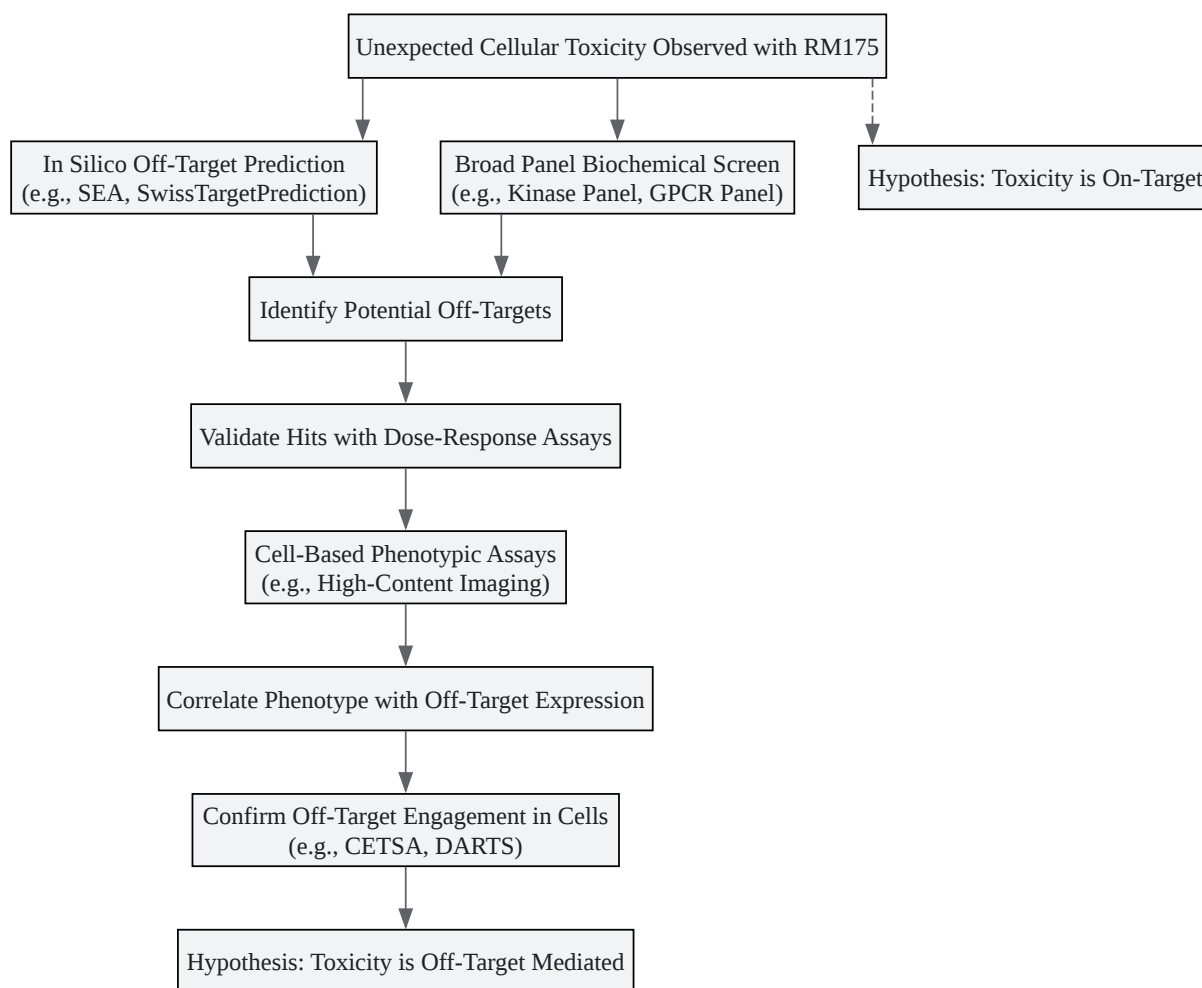 Unexpected Cellular Toxicity Observed with RM175
In Silico Off-Target Prediction
(e.g., SEA, SwissTargetPrediction)
Broad Panel Biochemical Screen
(e.g., Kinase Panel, GPCR Panel)
Hypothesis: Toxicity is On-Target
Identify Potential Off-Targets
Validate Hits with Dose-Response Assays
Cell-Based Phenotypic Assays
(e.g., High-Content Imaging)
Correlate Phenotype with Off-Target Expression
Confirm Off-Target Engagement in Cells
(e.g., CETSA, DARTS)
Hypothesis: Toxicity is Off-Target Mediated